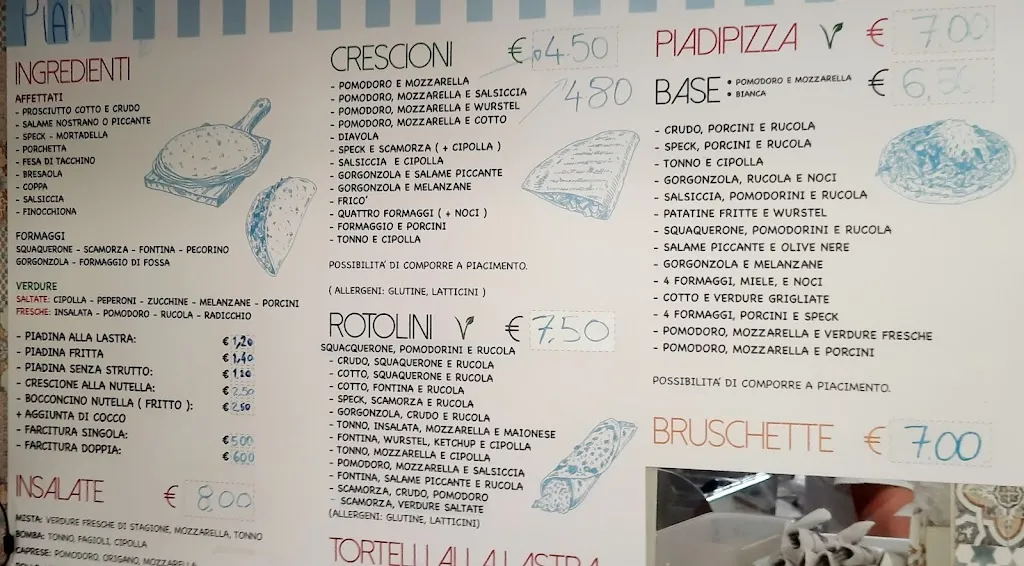 PIAD
INGREDIENTI
AFFETTATI
- PROSCIUTTO COTTO E CRUDO
- SALAME NOSTRANO O PICCANTE
- SPECK - MORTADELLA
- PORCHETTA
- FESA DI TACCHINO
- BRESAOLA
- COPPA
- SALSICCIA
- FINOCCHIONA
FORMAGGI
SQUAQUERONE - SCAMORZA - FONTINA - PECORINO
GORGONZOLA - FORMAGGIO DI FOSSA
VERDURE
SALTATE: CIPOLLA - PEPERONI - ZUCCHINE - MELANZANE - PORCINI
FRESCHE: INSALATA - POMODORO - RUCOLA - RADICCHIO
- PIADINA ALLA LASTRA: € 1,20
- PIADINA FRITTA € 1,40
- PIADINA SENZA STRUTTO: € 1,20
- CRESCIONE ALLA NUTELLA: € 2,50
- BOCCONCINO NUTELLA ( FRITTO ): € 2,50
+ AGGIUNTA DI COCCO
- FARCITURA SINGOLA: € 500
- FARCITURA DOPPIA: € 600
INSALATE € 8,00
MISTA: VERDURE FRESCHE DI STAGIONE, MOZZARELLA, TONNO
BOMBA: TONNO, FAGIOLI, CIPOLLA
CAPRESE: POMODORO, ORIGANO, MOZZARELLA
CRESCIONI € 4.50
480
- POMODORO E MOZZARELLA
- POMODORO, MOZZARELLA E SALSICCIA
- POMODORO, MOZZARELLA E WURSTEL
- POMODORO, MOZZARELLA E COTTO
- DIAVOLA
- SPECK E SCAMORZA ( + CIPOLLA )
- SALSICCIA E CIPOLLA
- GORGONZOLA E SALAME PICCANTE
- GORGONZOLA E MELANZANE
- FRICO'
- QUATTRO FORMAGGI ( + NOCI )
- FORMAGGIO E PORCINI
- TONNO E CIPOLLA
POSSIBILITA' DI COMPORRE A PIACIMENTO.
( ALLERGENI: GLUTINE, LATTICINI )
ROTOLINI V € 7,50
SQUACQUERONE, POMODORINI E RUCOLA
- CRUDO, SQUAQUERONE E RUCOLA
- COTTO, SQUAQUERONE E RUCOLA
- COTTO, FONTINA E RUCOLA
- SPECK, SCAMORZA E RUCOLA
- GORGONZOLA, CRUDO E RUCOLA
- TONNO, INSALATA, MOZZARELLA E MAIONESE
- FONTINA, WURSTEL, KETCHUP E CIPOLLA
- TONNO, MOZZARELLA E CIPOLLA
- POMODORO, MOZZARELLA E SALSICCIA
- FONTINA, SALAME PICCANTE E RUCOLA
- SCAMORZA, CRUDO, POMODORO
- SCAMORZA, VERDURE SALTATE
(ALLERGENI: GLUTINE, LATTICINI)
TORTELLI ALLA LASTRA
PIADIPIZZA V € 7.00
BASE • POMODORO E MOZZARELLA € 6,50
• BIANCA
- CRUDO, PORCINI E RUCOLA
- SPECK, PORCINI E RUCOLA
- TONNO E CIPOLLA
- GORGONZOLA, RUCOLA E NOCI
- SALSICCIA, POMODORINI E RUCOLA
- PATATINE FRITTE E WURSTEL
- SQUAQUERONE, POMODORINI E RUCOLA
- SALAME PICCANTE E OLIVE NERE
- GORGONZOLA E MELANZANE
- 4 FORMAGGI, MIELE, E NOCI
- COTTO E VERDURE GRIGLIATE
- 4 FORMAGGI, PORCINI E SPECK
- POMODORO, MOZZARELLA E VERDURE FRESCHE
- POMODORO, MOZZARELLA E PORCINI
POSSIBILITA' DI COMPORRE A PIACIMENTO.
BRUSCHETTE € 7.00